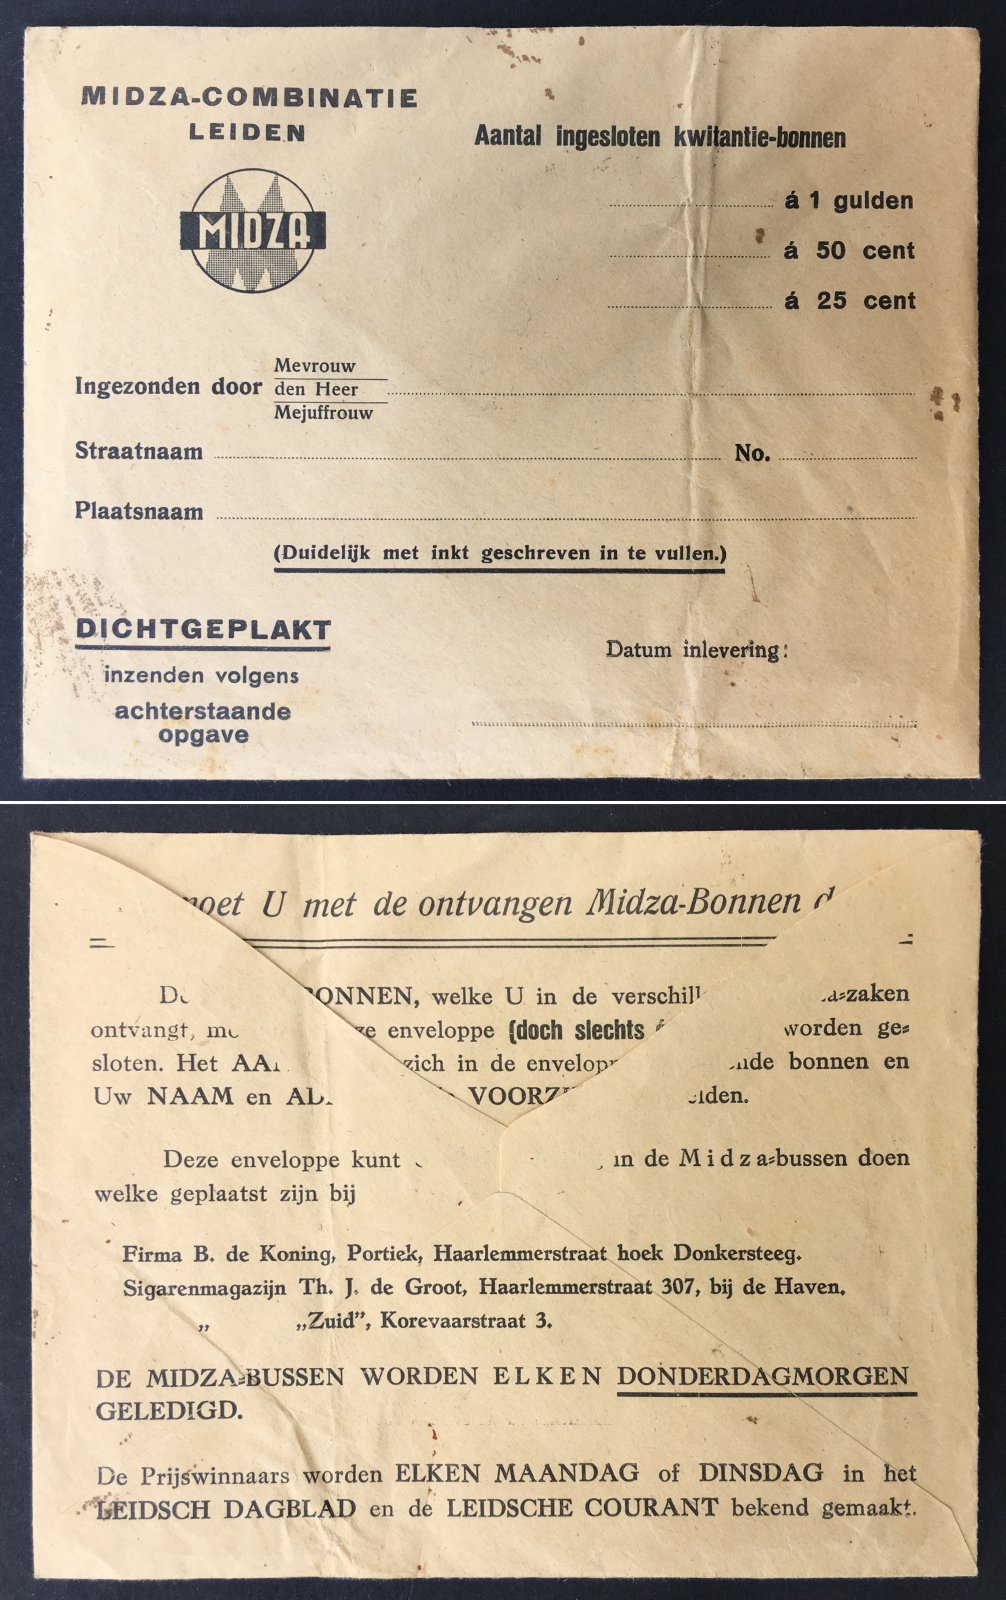 MIDZA-COMBINATIE
LEIDEN
MIDZA
Aantal ingesloten kwitantie-bonnen
á 1 gulden
á 50 cent
á 25 cent
Ingezonden door
Mevrouw
den Heer
Mejuffrouw
Straatnaam No.
Plaatsnaam
(Duidelijk met inkt geschreven in te vullen.)
DICHTGEPLAKT
inzenden volgens
achterstaande
opgave
Datum inlevering:
moet U met de ontvangen Midza-Bonnen
BONNEN, welke U in de zaken
ontvangt, enveloppe (doch slechts worden ge=
sloten. Het zich in de bonnen en
Uw NAAM en
Deze enveloppe kunt in de Midza=bussen doen
welke geplaatst zijn bij
Firma B. de Koning, Portiek, Haarlemmerstraat hoek Donkersteeg.
Sigarenmagazijn Th. J. de Groot, Haarlemmerstraat 307, bij de Haven.
„ „Zuid”, Korevaarstraat 3.
DE MIDZA=BUSSEN WORDEN ELKEN DONDERDAGMORGEN
GELEDIGD.
De Prijswinnaars worden ELKEN MAANDAG of DINSDAG in het
LEIDSCH DAGBLAD en de LEIDSCHE COURANT bekend gemaakt.